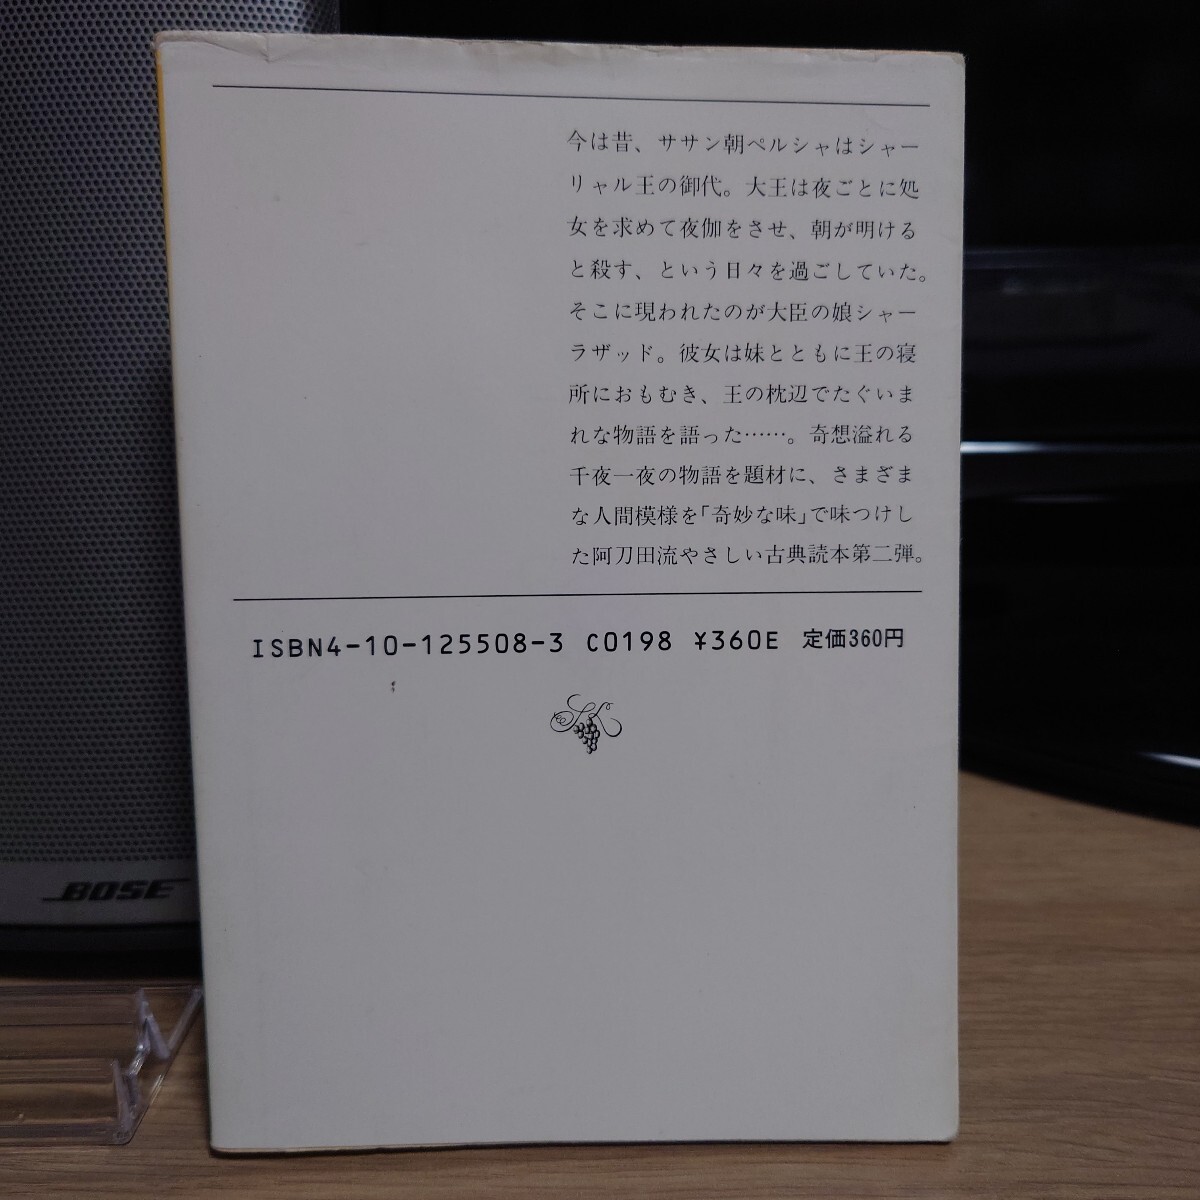 今は昔、ササン朝ペルシャはシャー
リャル王の御代。大王は夜ごとに処
女を求めて夜伽をさせ、朝が明ける
と殺す、という日々を過ごしていた。
そこに現われたのが大臣の娘シャー
ラザッド。彼女は妹とともに王の寝
所におもむき、王の枕辺でたぐいま
れな物語を語った……。奇想溢れる
千夜一夜の物語を題材に、さまざま
な人間模様を「奇妙な味」で味つけし
た阿刀田流やさしい古典読本第二弾。
ISBN4-10-125508-3 C0198 ¥360E 定価360円
BOSE